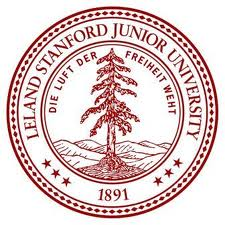 LELAND STANFORD JUNIOR UNIVERSITY
DIE LUFT DER FREIHEIT WEHT
1891